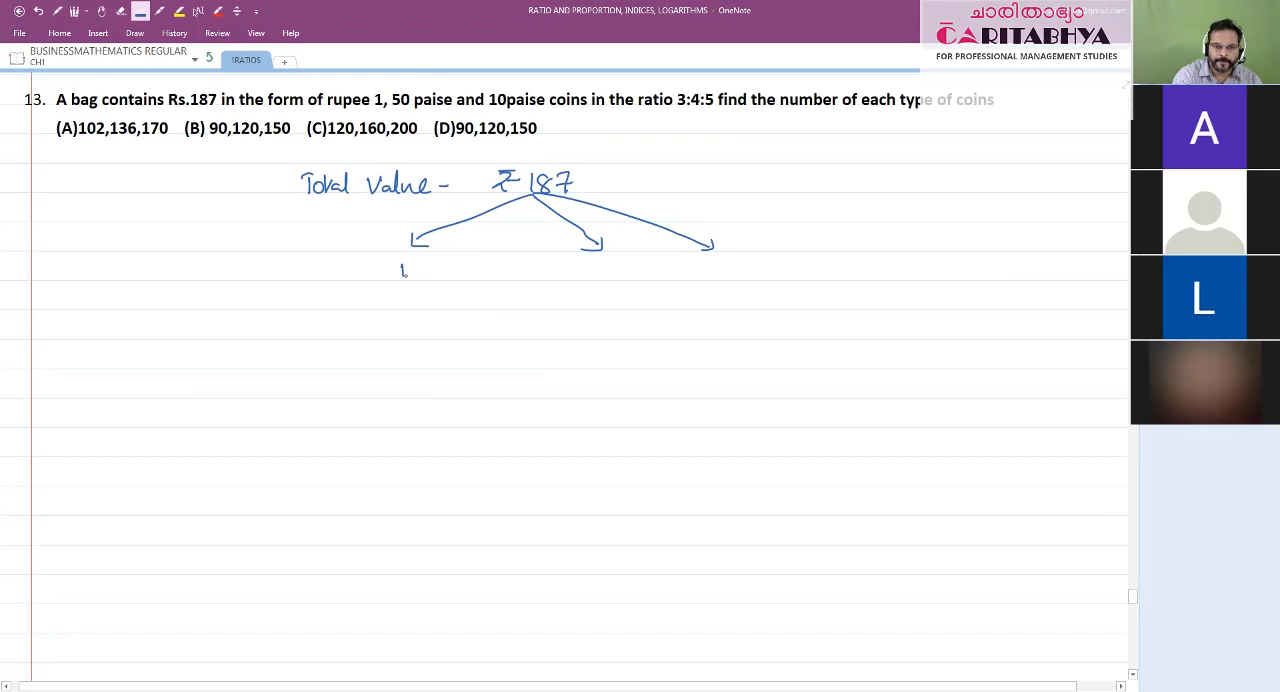 RATIO AND PROPORTION, INDICES, LOGARITHMS - OneNote
@gmail.com
File Home Insert Draw History Review View Help
BUSINESSMATHEMATICS REGULAR
CH1
1RATIOS
ചാരിതാഭ്യാ
CARITABHYA
FOR PROFESSIONAL MANAGEMENT STUDIES
13. A bag contains Rs.187 in the form of rupee 1, 50 paise and 10paise coins in the ratio 3:4:5 find the number of each type of coins
(A)102,136,170 (B) 90,120,150 (C)120,160,200 (D)90,120,150
Total Value - ₹ 187
1
A
L